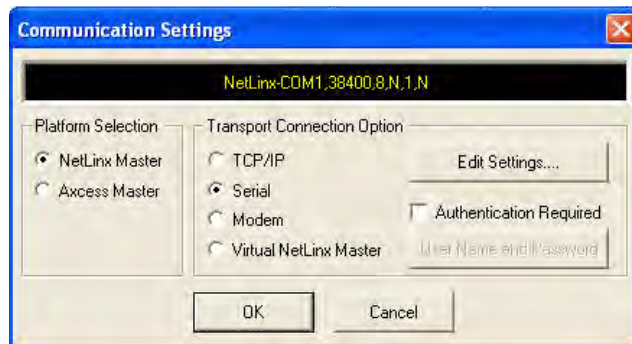 Communication Settings
NetLinx-COM1,38400,8,N,1,N
Platform Selection
NetLinx Master
Axcess Master
Transport Connection Option
TCP/IP
Serial
Modem
Virtual NetLinx Master
Edit Settings....
Authentication Required
User Name and Password
OK
Cancel